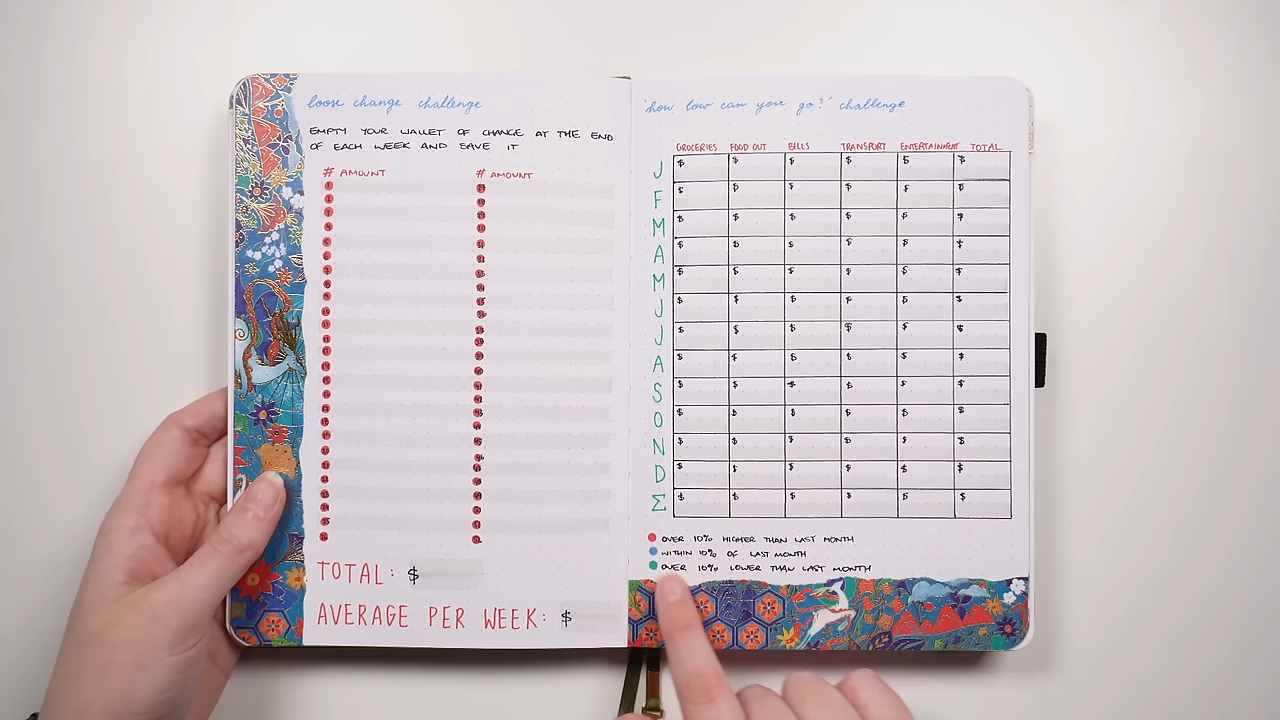 loose change challenge
EMPTY YOUR WALLET OF CHANGE AT THE END
OF EACH WEEK AND SAVE IT
# AMOUNT # AMOUNT
TOTAL: $
AVERAGE PER WEEK: $
'how low can you go?' challenge
GROCERIES FOOD OUT BILLS TRANSPORT ENTERTAINMENT TOTAL
J $ $ $ $ $ $
F $ $ $ $ $ $
M $ $ $ $ $ $
A $ $ $ $ $ $
M $ $ $ $ $ $
J $ $ $ $ $ $
J $ $ $ $ $ $
A $ $ $ $ $ $
S $ $ $ $ $ $
O $ $ $ $ $ $
N $ $ $ $ $ $
D $ $ $ $ $ $
Σ $ $ $ $ $ $
OVER 10% HIGHER THAN LAST MONTH
WITHIN 10% OF LAST MONTH
OVER 10% LOWER THAN LAST MONTH